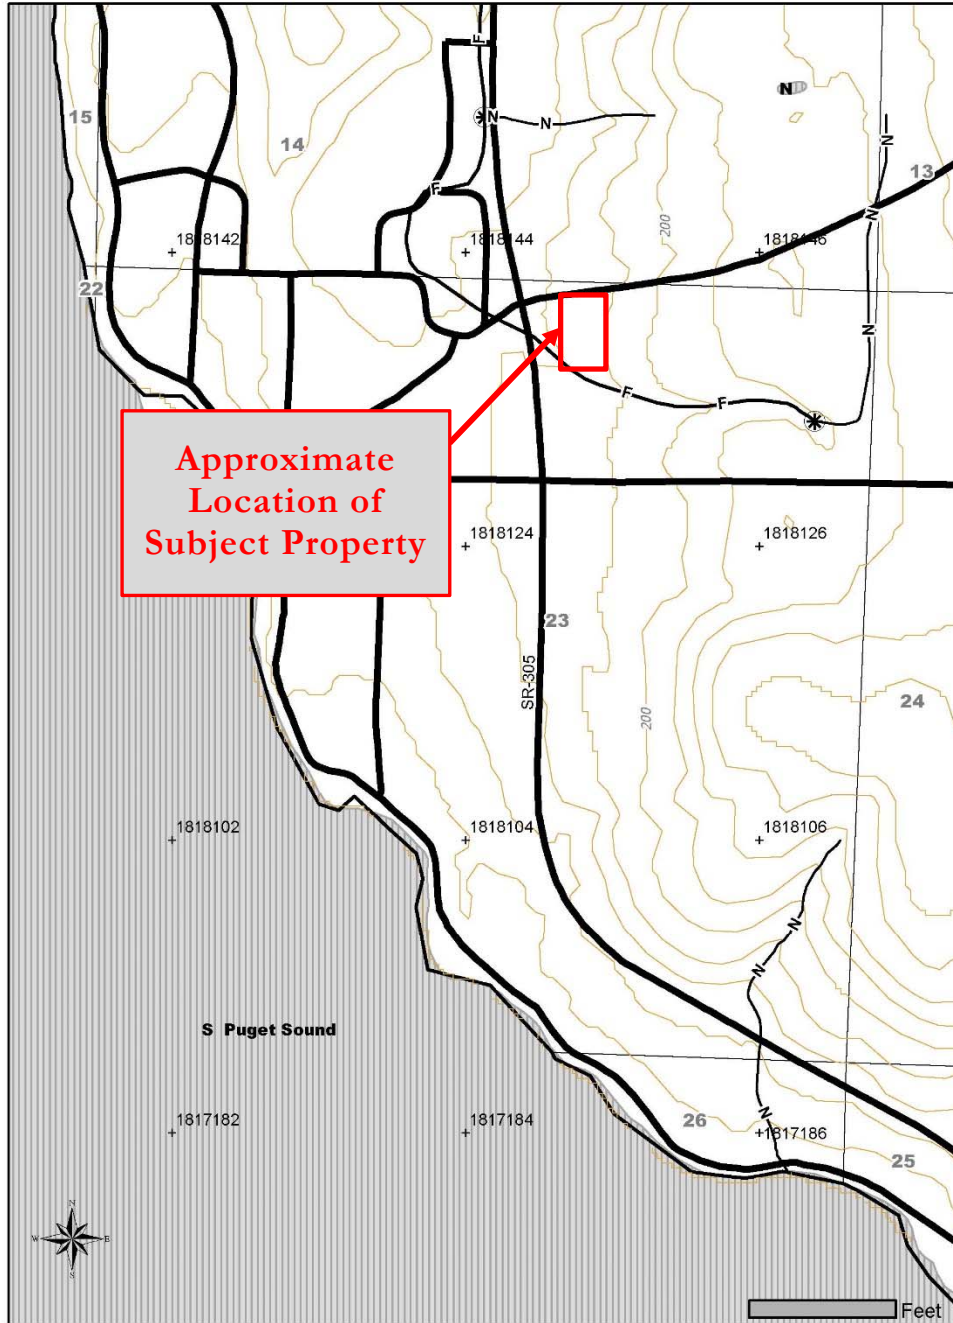 F
N
15
N
N
N
14
13
F
N
1818142
1818144
200
1818146
22
N
F
F
Approximate
Location of
Subject Property
1818124
1818126
23
SR-305
24
200
1818102
1818104
1818106
N
N
S Puget Sound
N
1817182
1817184
26
1817186
25
N
W
E
S
Feet